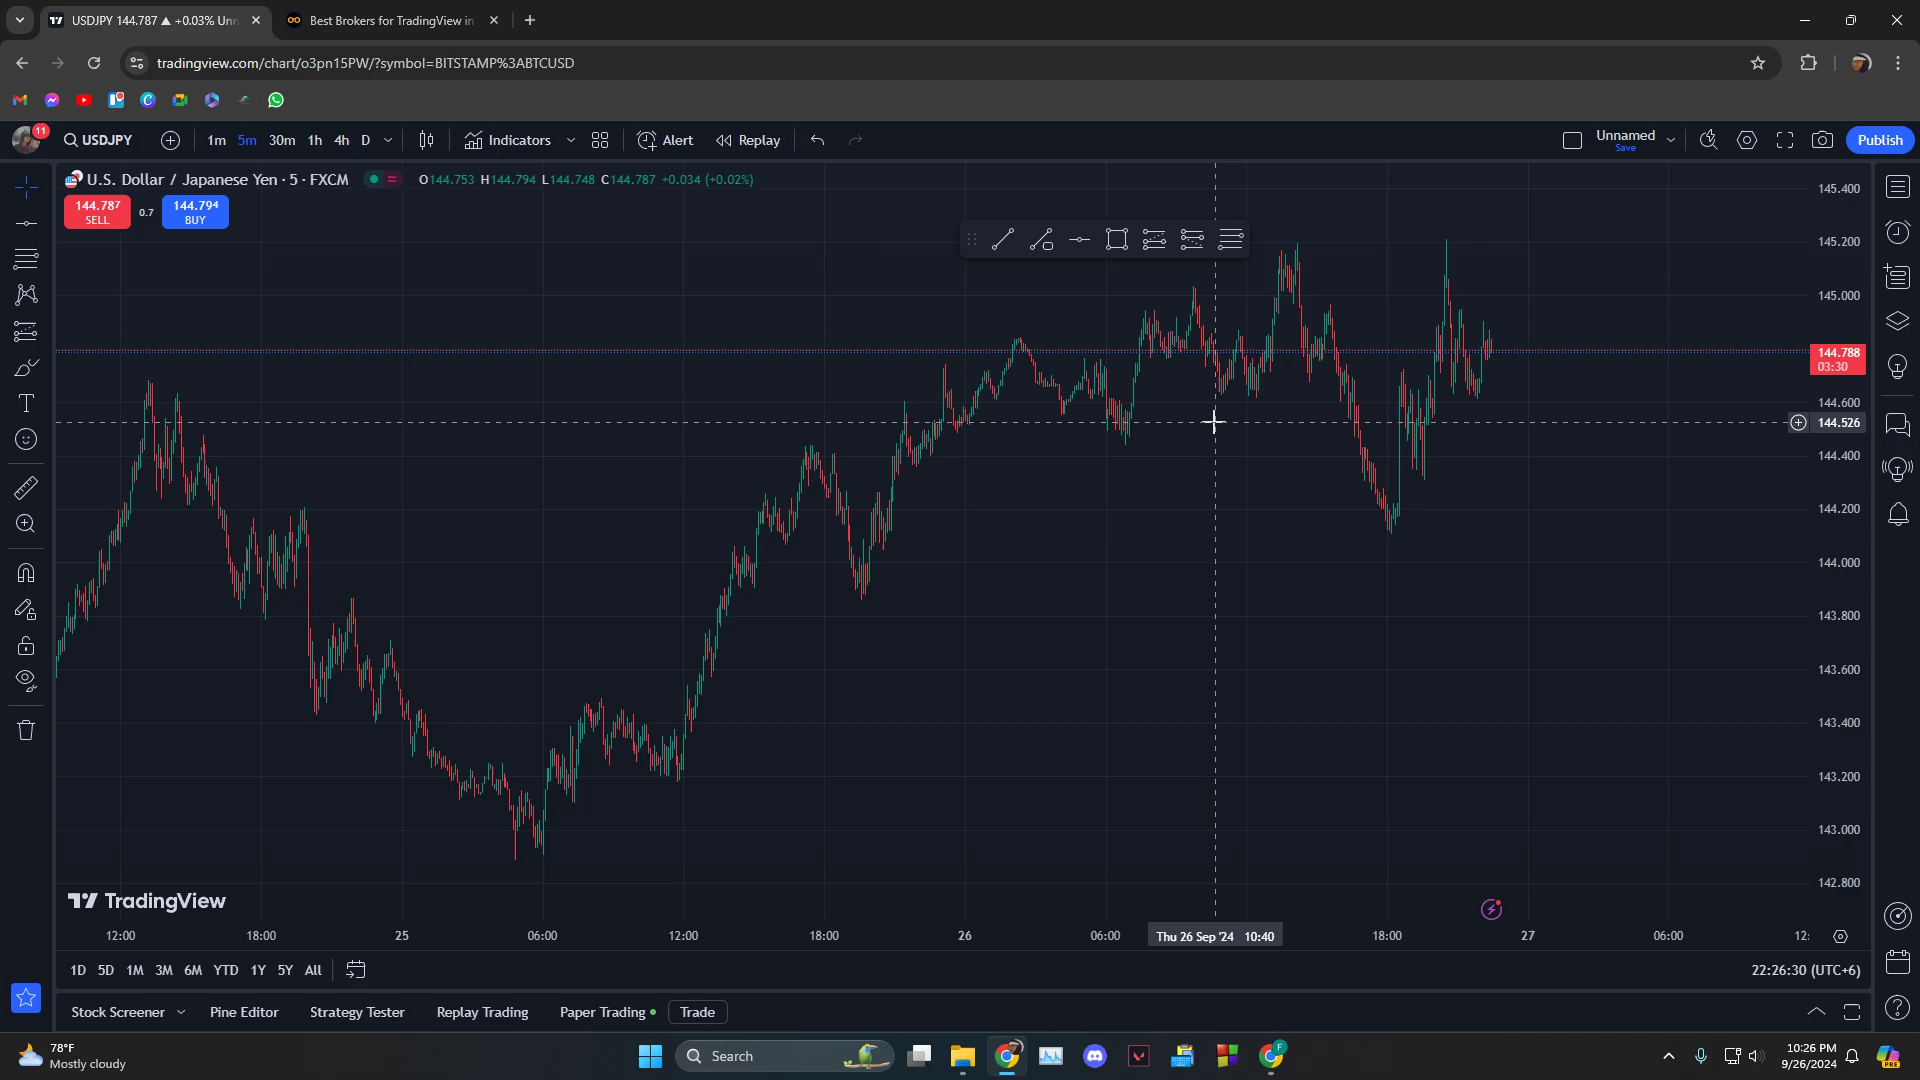 USDJPY 144.787 ▲ +0.03% Unn
Best Brokers for TradingView in
tradingview.com/chart/o3pn15PW/?symbol=BITSTAMP%3ABTCUSD
11
USDJPY
1m 5m 30m 1h 4h D
Indicators
Alert
Replay
Unnamed
Save
Publish
U.S. Dollar / Japanese Yen · 5 · FXCM
O144.753 H144.794 L144.748 C144.787 +0.034 (+0.02%)
144.787
SELL
0.7
144.794
BUY
145.400
145.200
145.000
144.788
03:30
144.600
144.526
144.400
144.200
144.000
143.800
143.600
143.400
143.200
143.000
142.800
TradingView
12:00 18:00 25 06:00 12:00 18:00 26 06:00 Thu 26 Sep '24 10:40 18:00 27 06:00 12:
1D 5D 1M 3M 6M YTD 1Y 5Y All
22:26:30 (UTC+6)
Stock Screener
Pine Editor
Strategy Tester
Replay Trading
Paper Trading
Trade
78°F
Mostly cloudy
Search
F
10:26 PM
9/26/2024
PRE